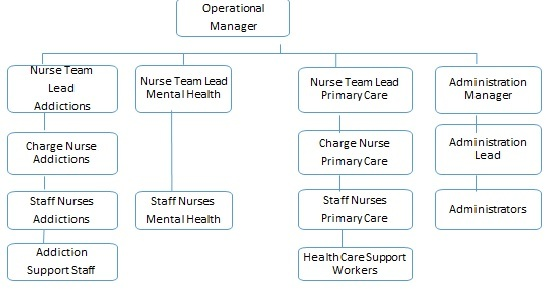 Operational
Manager
Nurse Team
Lead
Addictions
Nurse Team Lead
Mental Health
Nurse Team Lead
Primary Care
Administration
Manager
Charge Nurse
Addictions
Charge Nurse
Primary Care
Administration
Lead
Staff Nurses
Addictions
Staff Nurses
Mental Health
Staff Nurses
Primary Care
Administrators
Addiction
Support Staff
Health Care Support
Workers